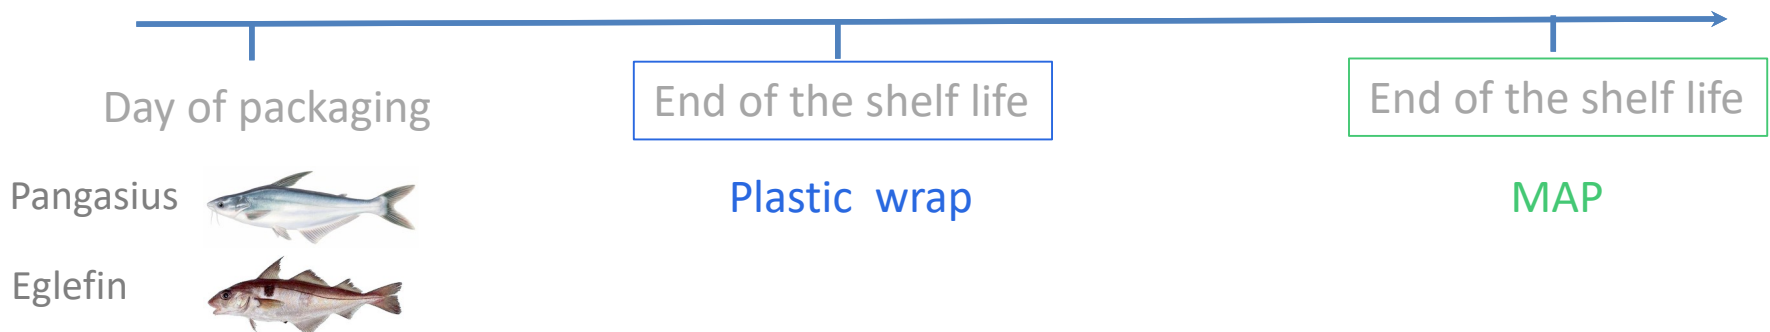 Day of packaging
End of the shelf life
End of the shelf life
Pangasius
Plastic wrap
MAP
Eglefin